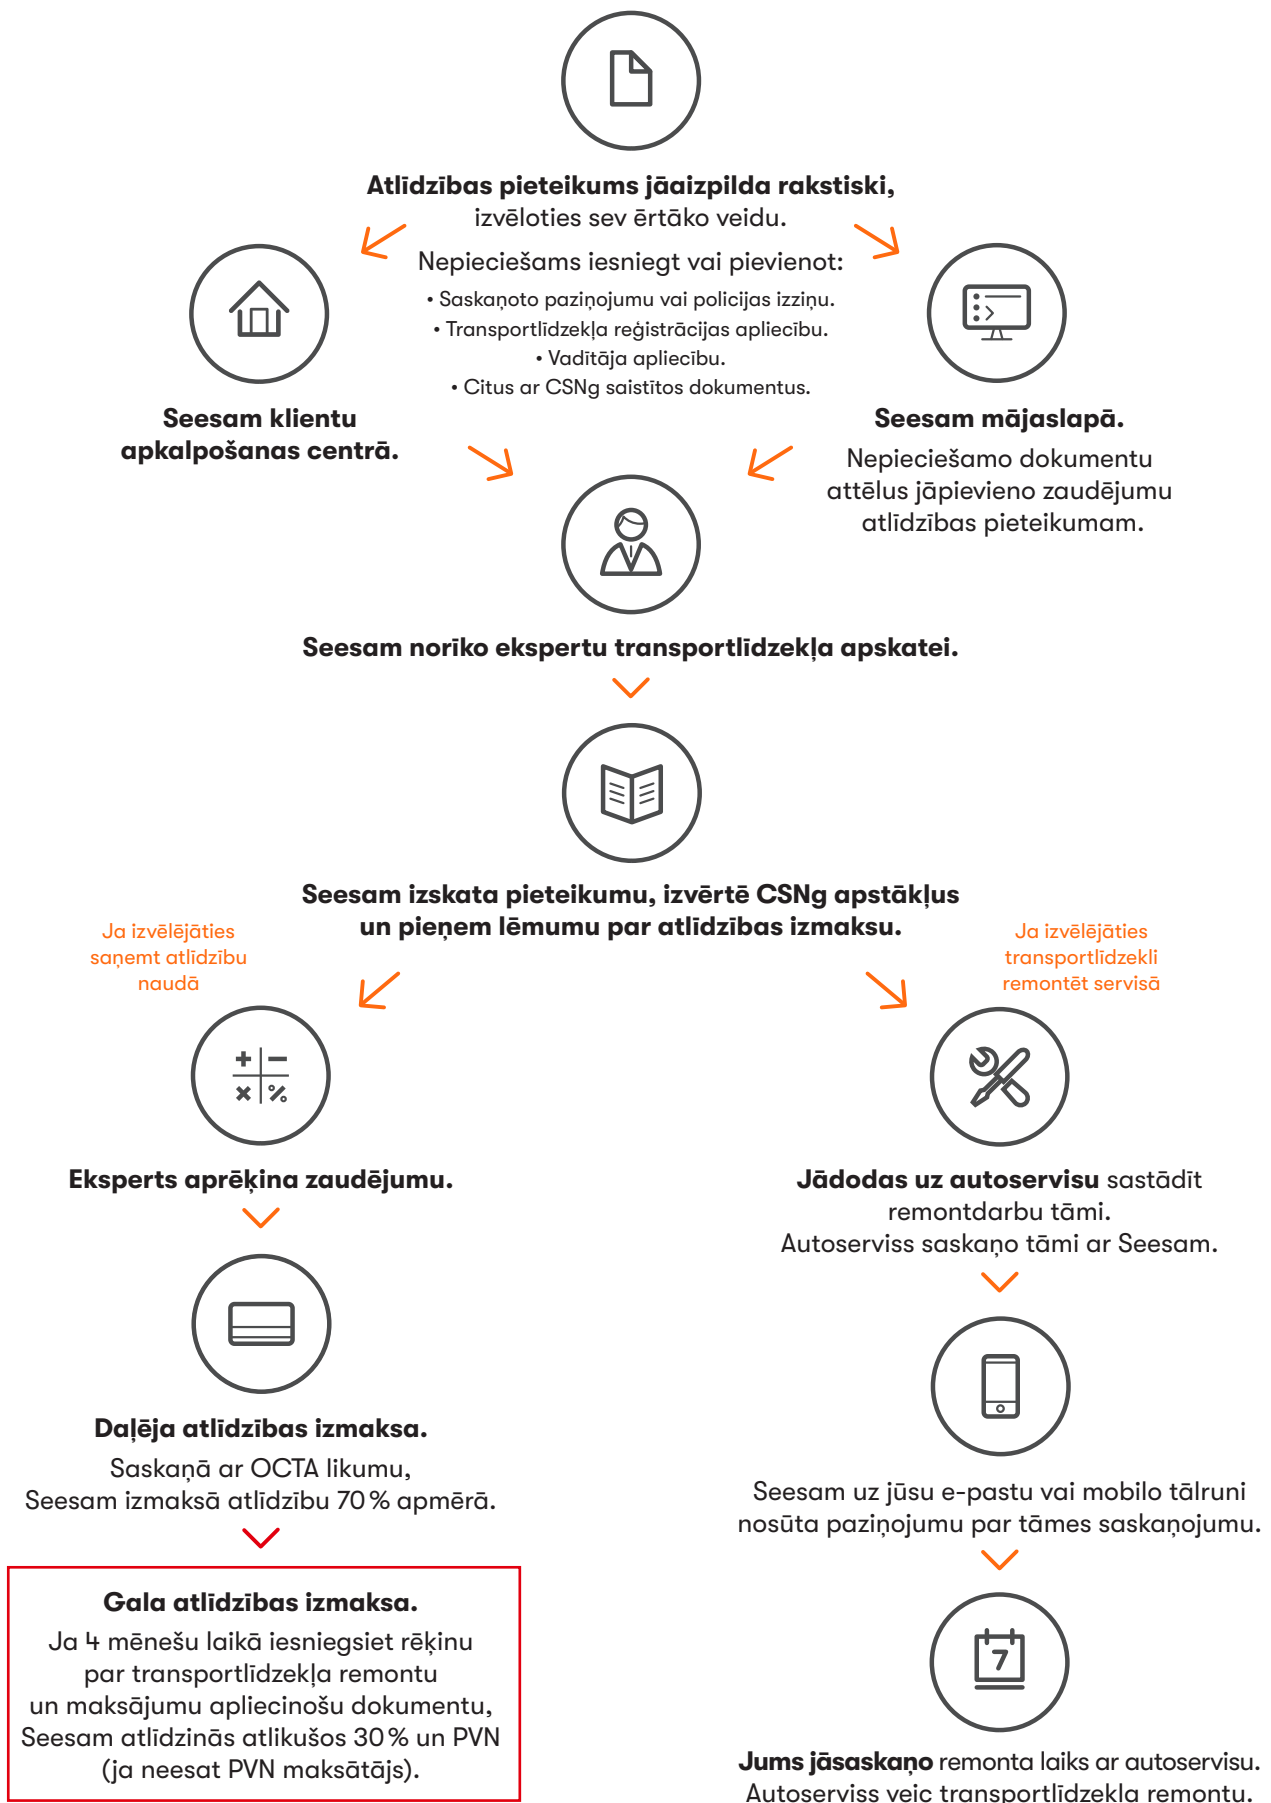 Atlīdzības pieteikums jāaizpilda rakstiski,
izvēloties sev ērtāko veidu.
Nepieciešams iesniegt vai pievienot:
• Saskaņoto paziņojumu vai policijas izziņu.
• Transportlīdzekļa reģistrācijas apliecību.
• Vadītāja apliecību.
• Citus ar CSNg saistītos dokumentus.
Seesam klientu
apkalpošanas centrā.
Seesam mājaslapā.
Nepieciešamo dokumentu
attēlus jāpievieno zaudējumu
atlīdzības pieteikumam.
Seesam norīko ekspertu transportlīdzekļa apskatei.
Seesam izskata pieteikumu, izvērtē CSNg apstākļus
un pieņem lēmumu par atlīdzības izmaksu.
Ja izvēlējāties
saņemt atlīdzību
naudā
Eksperts aprēķina zaudējumu.
Daļēja atlīdzības izmaksa.
Saskaņā ar OCTA likumu,
Seesam izmaksā atlīdzību 70 % apmērā.
Gala atlīdzības izmaksa.
Ja 4 mēnešu laikā iesniegsiet rēķinu
par transportlīdzekļa remontu
un maksājumu apliecinošu dokumentu,
Seesam atlīdzinās atlikušos 30 % un PVN
(ja neesat PVN maksātājs).
Ja izvēlējāties
transportlīdzekli
remontēt servisā
Jādodas uz autoservisu sastādīt
remontdarbu tāmi.
Autoserviss saskaņo tāmi ar Seesam.
Seesam uz jūsu e-pastu vai mobilo tālruni
nosūta paziņojumu par tāmes saskaņojumu.
7
Jums jāsaskaņo remonta laiks ar autoservisu.
Autoserviss veic transportlīdzekļa remontu.